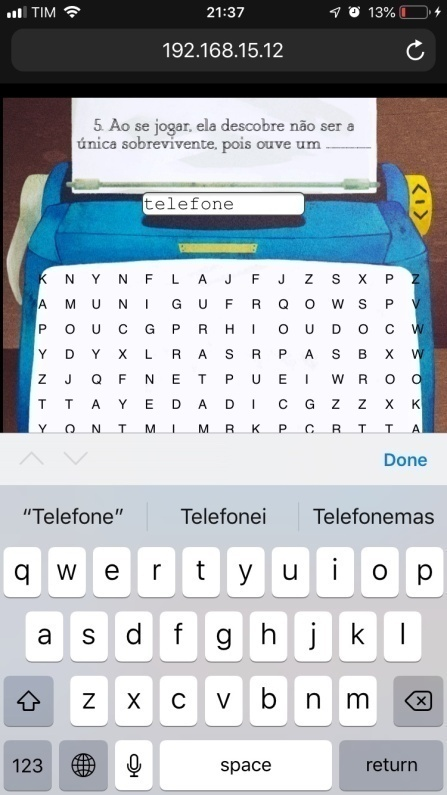 TIM 21:37 13%
192.168.15.12
5. Ao se jogar, ela descobre não ser a
única sobrevivente, pois ouve um ________
telefone
K N Y N F L A J F J Z S X P Z
A M U N I G U F R Q O W S P V
P O U C G P R H I O U D O C W
Y D Y X L R A S R P A S B X W
Z J Q F N E T P U E I W R O O
T T A Y E D A D I C G Z Z X K
Y O N T M I M R K P C R T T A
Done
“Telefone” Telefonei Telefonemas
q w e r t y u i o p
a s d f g h j k l
z x c v b n m
123 space return